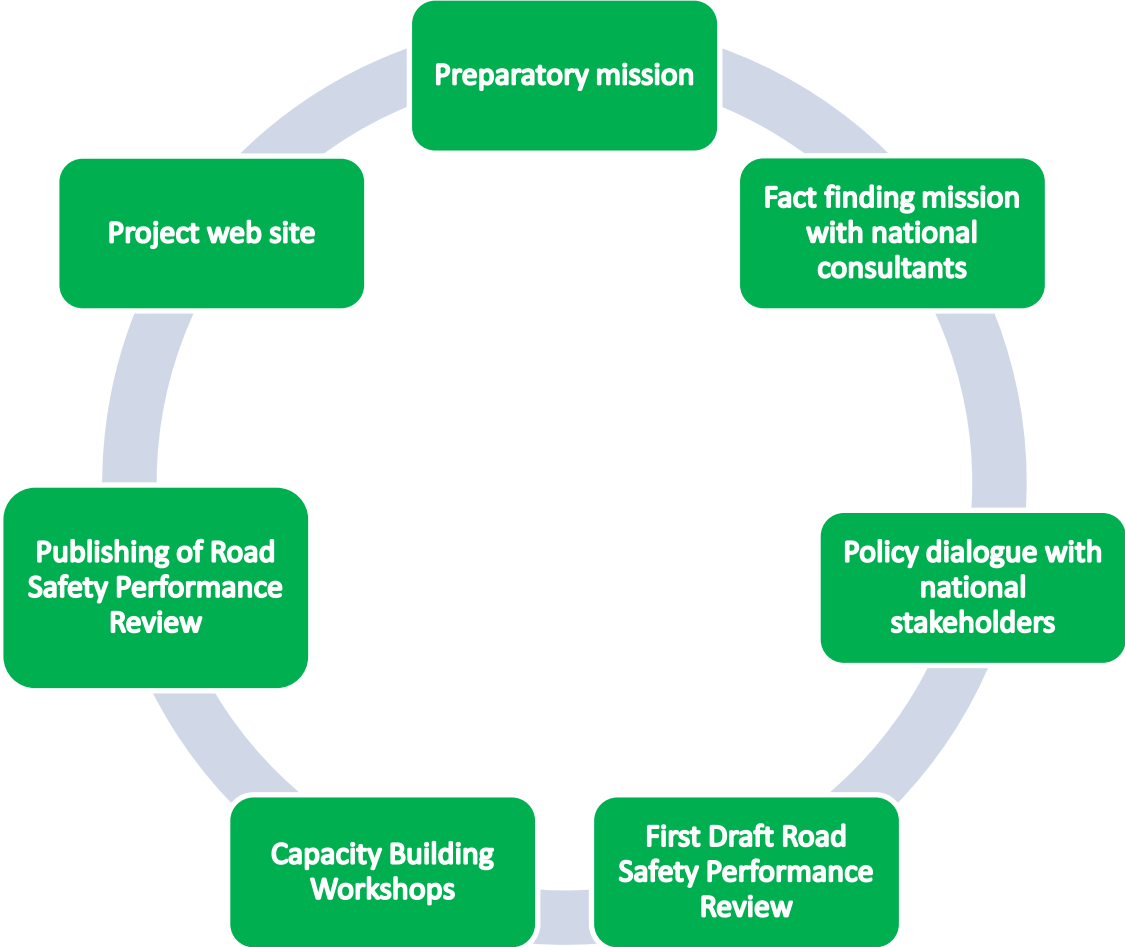 Preparatory mission
Fact finding mission
with national
consultants
Policy dialogue with
national
stakeholders
First Draft Road
Safety Performance
Review
Capacity Building
Workshops
Publishing of Road
Safety Performance
Review
Project web site